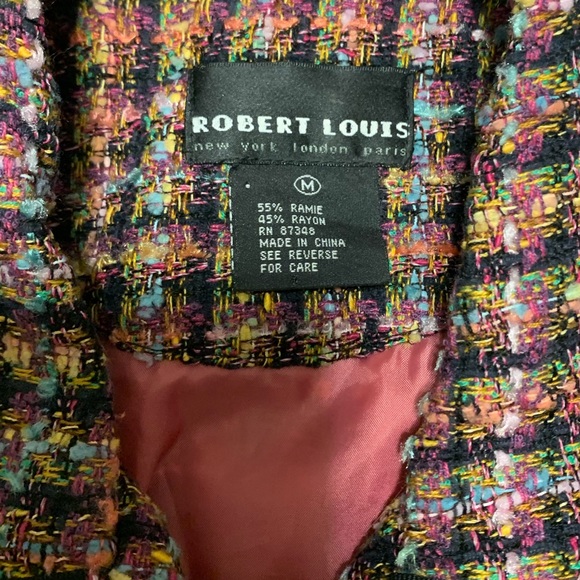 ROBERT LOUIS
new york london paris
M
55% RAMIE
45% RAYON
RN 87348
MADE IN CHINA
SEE REVERSE
FOR CARE